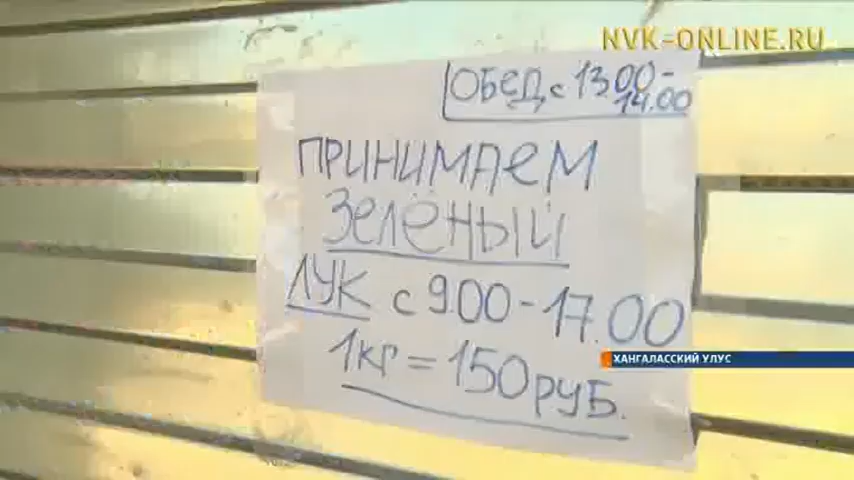 NVK-ONLINE.RU
ОБЕД с 13.00-
14.00
ПРИНИМАЕМ
ЗЕЛЁНЫЙ
ЛУК с 9.00-17.00
ХАНГАЛАССКИЙ УЛУС
1кг = 150 РУБ.